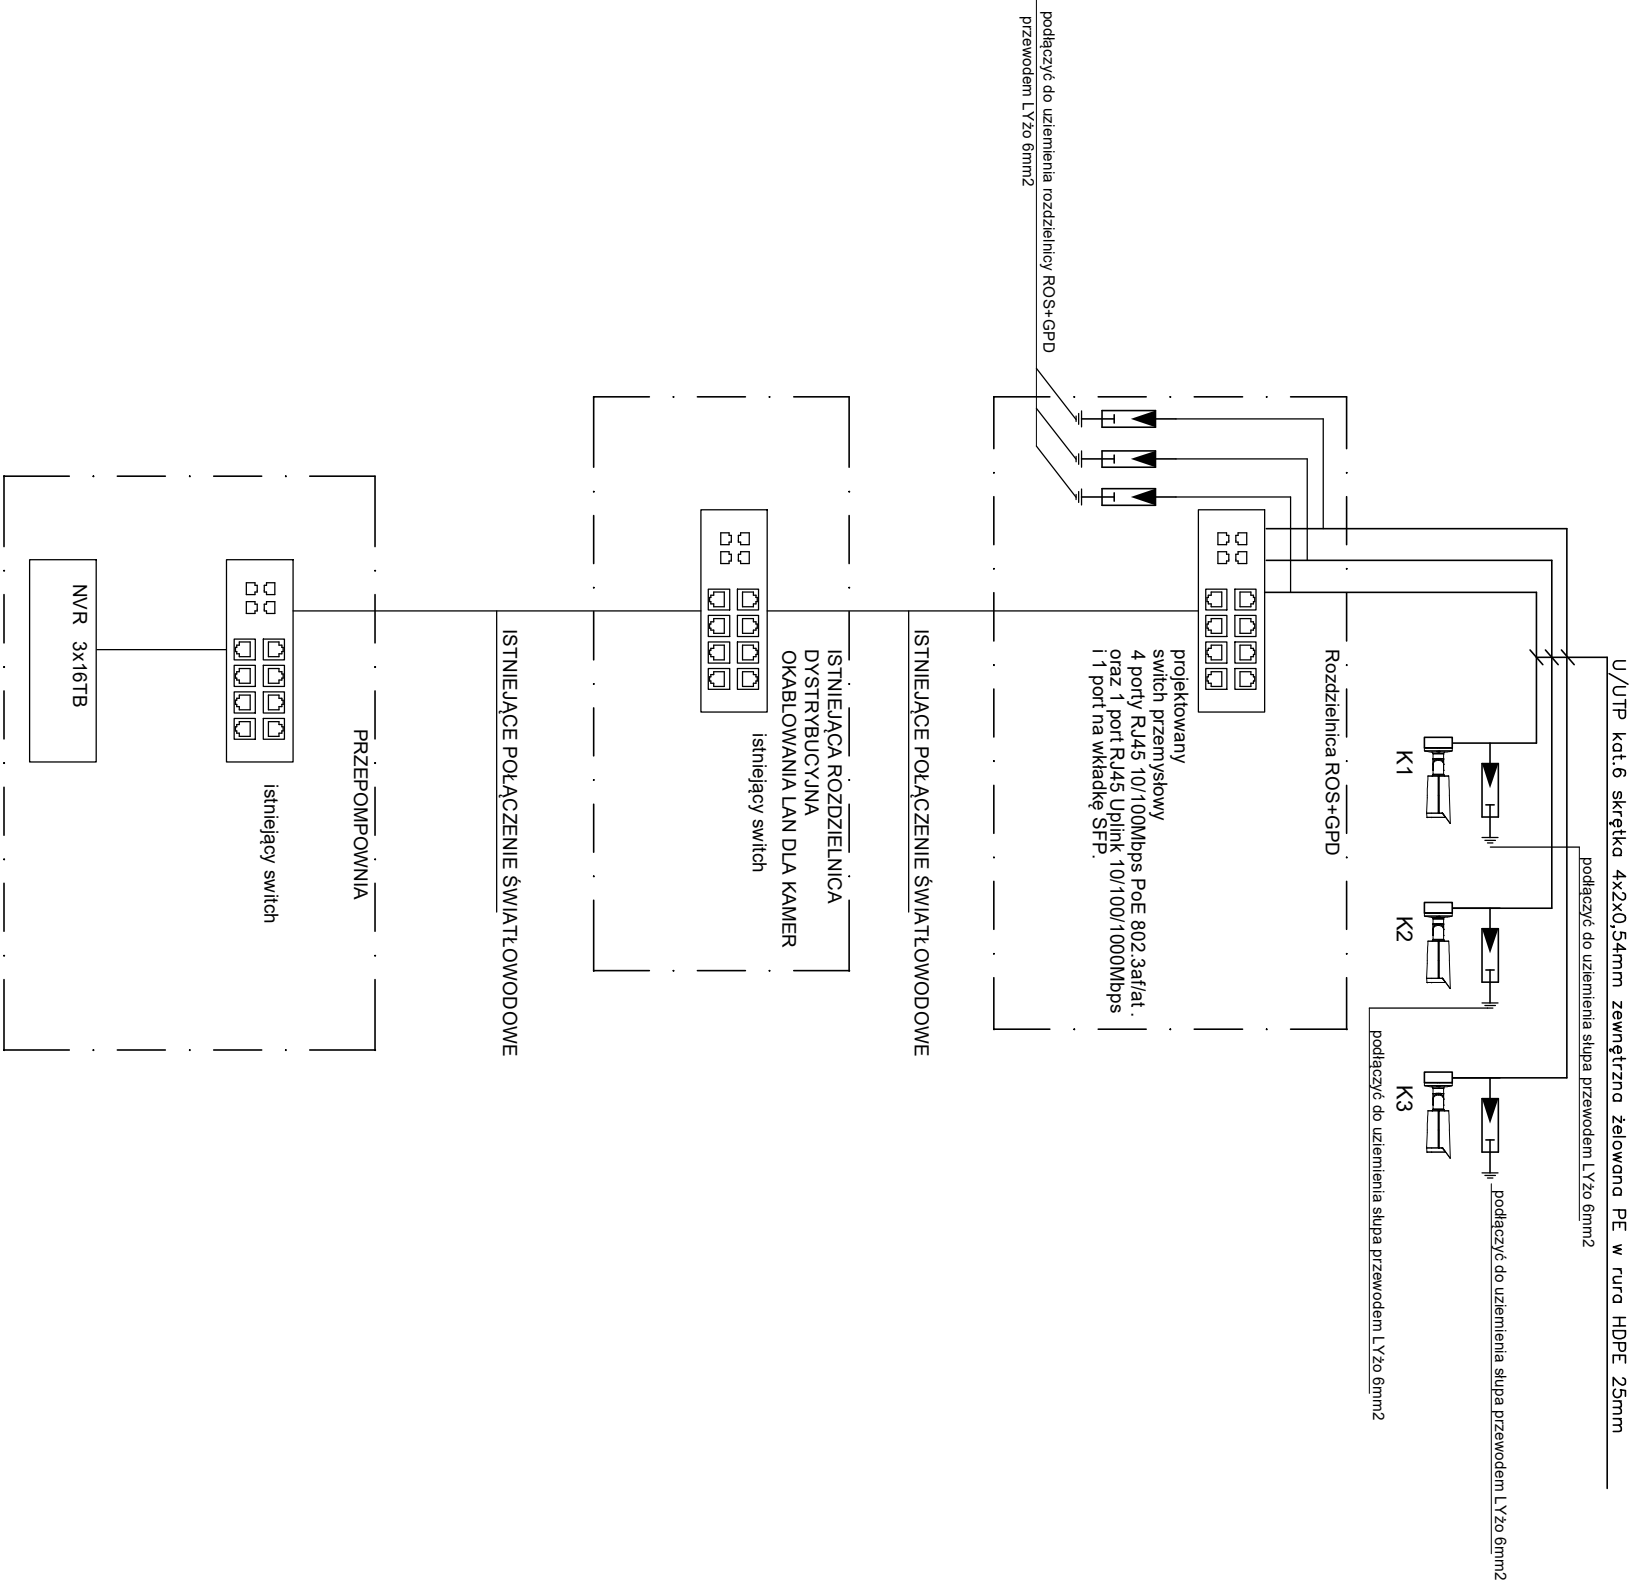 U/UTP kat.6 skrętka 4x2x0,54mm zewnętrzna żelowana PE w rura HDPE 25mm
podłączyć do uziemienia słupa przewodem LYżo 6mm2
podłączyć do uziemienia słupa przewodem LYżo 6mm2
podłączyć do uziemienia słupa przewodem LYżo 6mm2
K1
K2
K3
Rozdzielnica ROS+GPD
projektowany
switch przemysłowy
4 porty RJ45 10/100Mbps PoE 802.3af/at .
oraz 1 port RJ45 Uplink 10/100/1000Mbps
i 1 port na wkładkę SFP.
podłączyć do uziemienia rozdzielnicy ROS+GPD
przewodem LYżo 6mm2
ISTNIEJĄCE POŁĄCZENIE ŚWIATŁOWODOWE
ISTNIEJĄCA ROZDZIELNICA
DYSTRYBUCYJNA
OKABLOWANIA LAN DLA KAMER
istniejący switch
ISTNIEJĄCE POŁĄCZENIE ŚWIATŁOWODOWE
PRZEPOMPOWNIA
istniejący switch
NVR 3x16TB